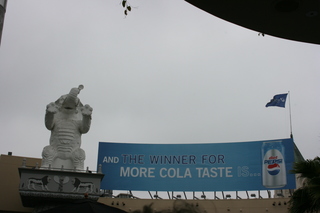 AND THE WINNER FOR
MORE COLA TASTE
PEPSI